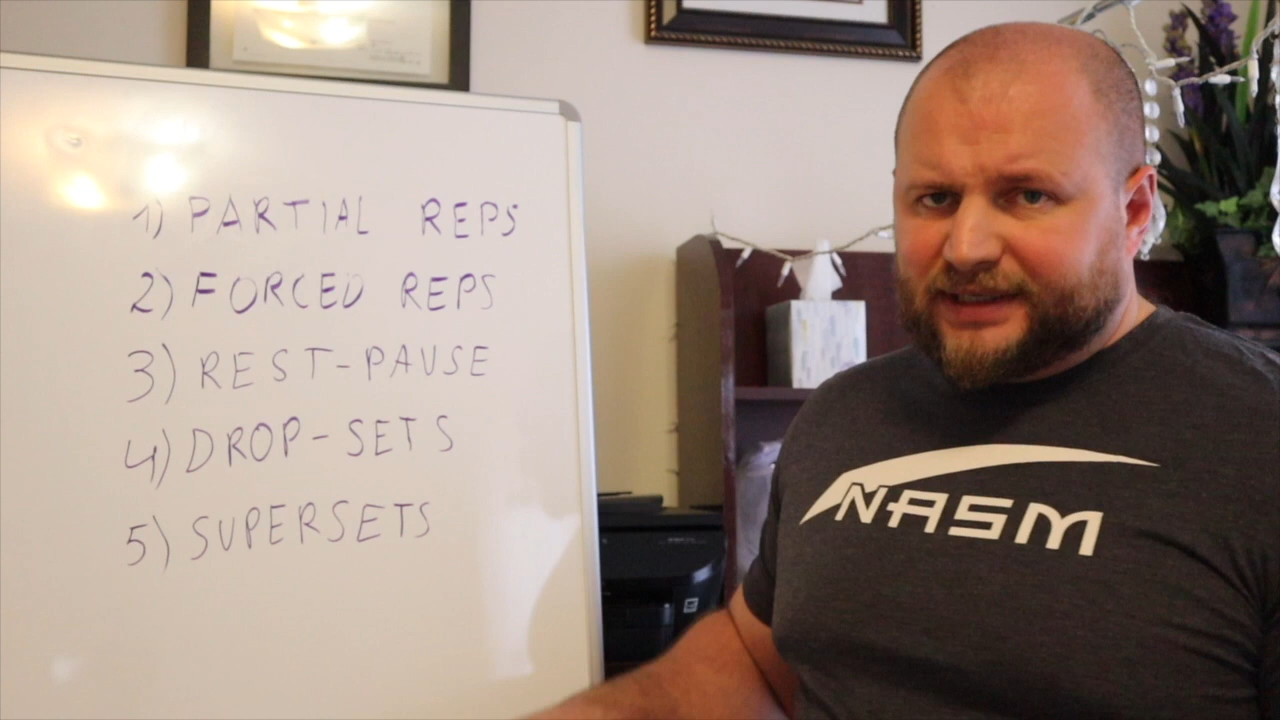 1) PARTIAL REPS
2) FORCED REPS
3) REST-PAUSE
4) DROP-SETS
5) SUPERSETS
NASM